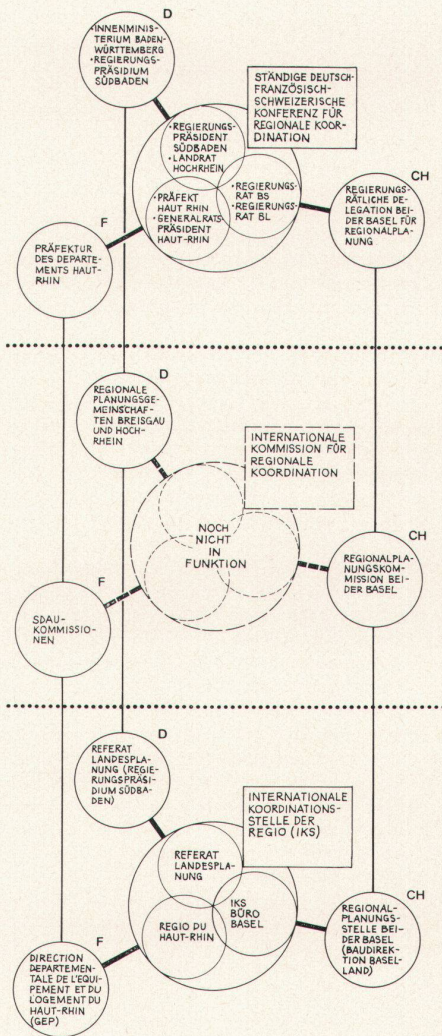 D
•INNENMINI-
STERIUM BADEN-
WÜRTTEMBERG
•REGIERUNGS-
PRÄSIDIUM
SÜDBADEN
STÄNDIGE DEUTSCH-
FRANZÖSISCH-
SCHWEIZERISCHE
KONFERENZ FÜR
REGIONALE KOOR-
DINATION
•REGIERUNGS-
PRÄSIDENT
SÜDBADEN
•LANDRAT
HOCHRHEIN
•PRÄFEKT
HAUT RHIN
•GENERALRATS
PRÄSIDENT
HAUT-RHIN
•REGIERUNGS-
RAT BS
•REGIERUNGS-
RAT BL
CH
REGIERUNGS-
RÄTLICHE DE-
LEGATION BEI-
DER BASEL FÜR
REGIONALPLA-
NUNG
F
PRÄFEKTUR
DES DEPARTE-
MENTS HAUT-
RHIN
D
REGIONALE
PLANUNGSGE-
MEINSCHAF-
TEN BREISGAU
UND HOCH-
RHEIN
INTERNATIONALE
KOMMISSION FÜR
REGIONALE
KOORDINATION
NOCH
NICHT
IN
FUNKTION
CH
REGIONALPLA-
NUNGSKOM-
MISSION BEI-
DER BASEL
F
SDAU-
KOMMISSIO-
NEN
D
REFERAT
LANDESPLA-
NUNG (REGIE-
RUNGSPRÄSI-
DIUM SÜDBA-
DEN)
INTERNATIONALE
KOORDINATIONS-
STELLE DER
REGIO (IKS)
REFERAT
LANDESPLA-
NUNG
REGIO DU
HAUT-RHIN
IKS
BÜRO
BASEL
CH
REGIONAL-
PLANUNGS-
STELLE BEI-
DER BASEL
(BAUDIREK-
TION BASEL-
LAND)
F
DIRECTION
DEPARTEMEN-
TALE DE L'EQUI-
PEMENT ET DU
LOGEMENT DU
HAUT-RHIN
(GEP)